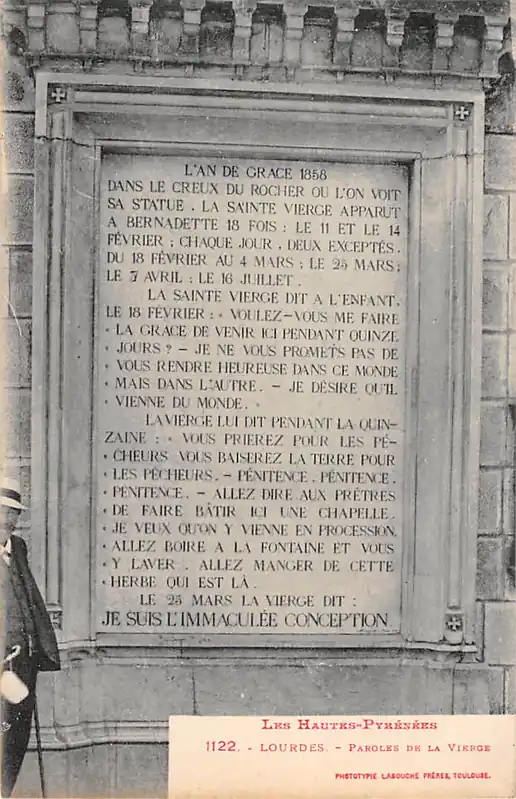 L'AN DE GRACE 1858
DANS LE CREUX DU ROCHER OU L'ON VOIT
SA STATUE . LA SAINTE VIERGE APPARUT
A BERNADETTE 18 FOIS : LE 11 ET LE 14
FÉVRIER ; CHAQUE JOUR , DEUX EXCEPTÉS ,
DU 18 FÉVRIER AU 4 MARS ; LE 25 MARS ;
LE 7 AVRIL ; LE 16 JUILLET .
LA SAINTE VIERGE DIT A L'ENFANT ,
LE 18 FÉVRIER : « VOULEZ-VOUS ME FAIRE
« LA GRACE DE VENIR ICI PENDANT QUINZE
« JOURS ? – JE NE VOUS PROMETS PAS DE
« VOUS RENDRE HEUREUSE DANS CE MONDE
« MAIS DANS L'AUTRE . – JE DÉSIRE QU'IL
« VIENNE DU MONDE . »
LA VIERGE LUI DIT PENDANT LA QUIN-
ZAINE : « VOUS PRIEREZ POUR LES PÉ-
« CHEURS VOUS BAISEREZ LA TERRE POUR
« LES PÉCHEURS . – PÉNITENCE , PÉNITENCE ,
« PENITENCE . – ALLEZ DIRE AUX PRÊTRES
« DE FAIRE BÂTIR ICI UNE CHAPELLE .
« JE VEUX QU'ON Y VIENNE EN PROCESSION .
« ALLEZ BOIRE A LA FONTAINE ET VOUS
« Y LAVER . ALLEZ MANGER DE CETTE
« HERBE QUI EST LÀ .
LE 25 MARS LA VIERGE DIT :
JE SUIS L'IMMACULÉE CONCEPTION
LES HAUTES-PYRÉNÉES
1122. - LOURDES. - PAROLES DE LA VIERGE
PHOTOTYPIE LABOUCHE FRÈRES, TOULOUSE.